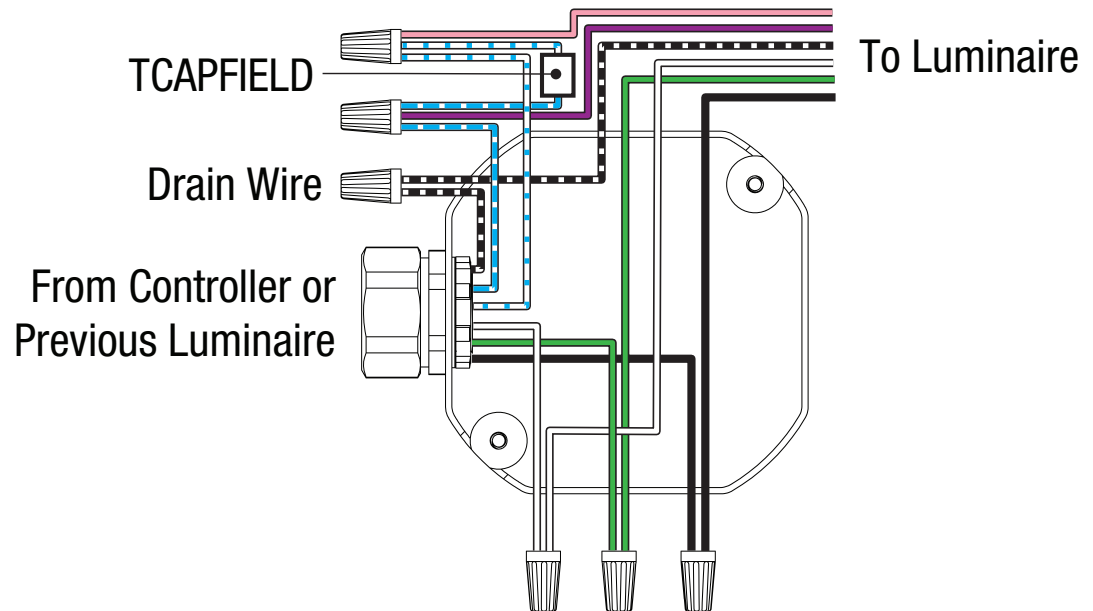 To Luminaire
TCAPFIELD
Drain Wire
From Controller or
Previous Luminaire